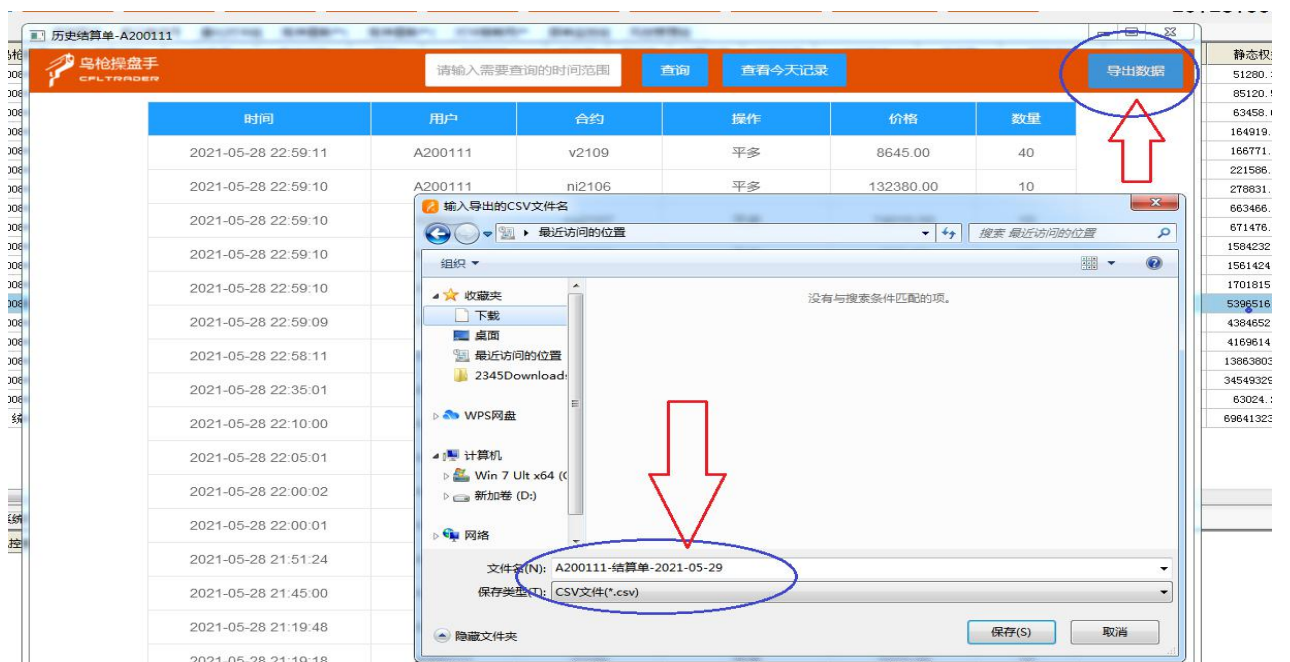 历史结算单-A200111
乌枪操盘手
CFLTRADER
请输入需要查询的时间范围 查询 查看今天记录 导出数据
时间 用户 合约 操作 价格 数量
2021-05-28 22:59:11 A200111 v2109 平多 8645.00 40
2021-05-28 22:59:10 A200111 ni2106 平多 132380.00 10
2021-05-28 22:59:10
2021-05-28 22:59:10
2021-05-28 22:59:10
2021-05-28 22:59:09
2021-05-28 22:58:11
2021-05-28 22:35:01
2021-05-28 22:10:00
2021-05-28 22:05:01
2021-05-28 22:00:02
2021-05-28 22:00:01
2021-05-28 21:51:24
2021-05-28 21:45:00
2021-05-28 21:19:48
2021-05-28 21:19:18
输入导出的CSV文件名
最近访问的位置 搜索 最近访问的位置
组织
收藏夹
下载
桌面
最近访问的位置
2345Download
WPS网盘
计算机
Win 7 Ult x64 (
新加卷 (D:)
网络
没有与搜索条件匹配的项。
文件名(N): A200111-结算单-2021-05-29
保存类型(T): CSV文件(*.csv)
隐藏文件夹 保存(S) 取消
静态权
51280.
85120.
63458.
164919.
166771.
221586.
278831.
663466.
671476.
1584232
1561424
1701815
5396516
4384652
4169614
13863803
34549329
63024.
69641323